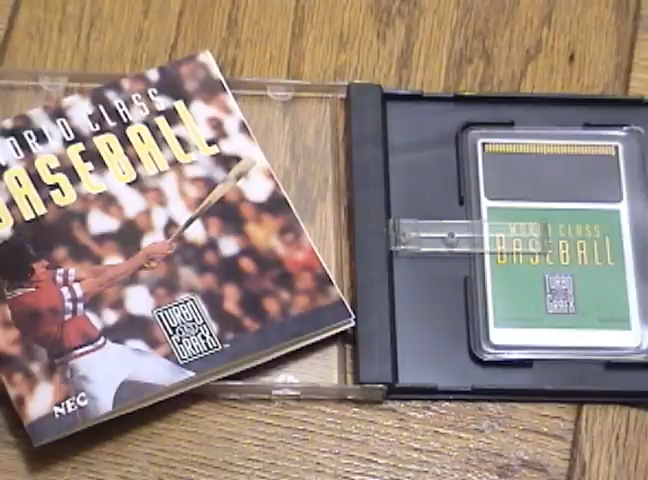 WORLD CLASS
BASEBALL
TURBO
GRAFX
NEC
WORLD CLASS
BASEBALL
TURBO
GRAFX